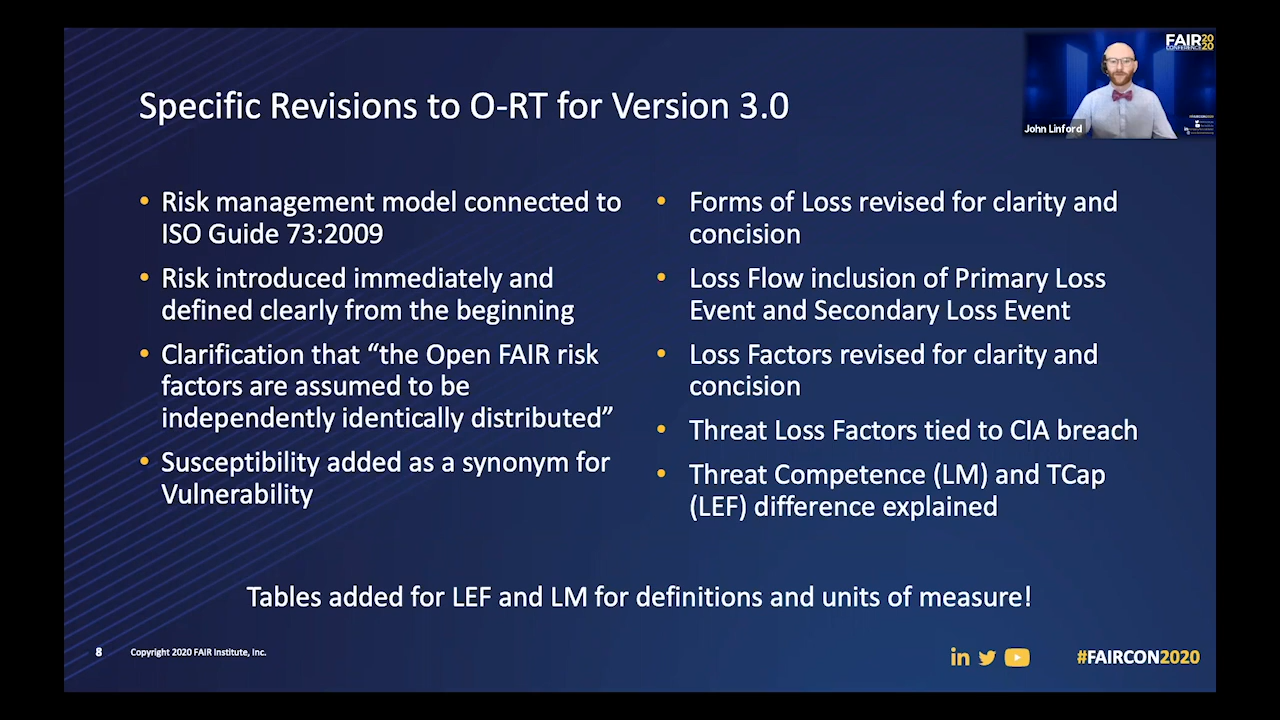 FAIR 20
CONFERENCE 20
John Linford
Specific Revisions to O-RT for Version 3.0
• Risk management model connected to
ISO Guide 73:2009
• Risk introduced immediately and
defined clearly from the beginning
• Clarification that “the Open FAIR risk
factors are assumed to be
independently identically distributed”
• Susceptibility added as a synonym for
Vulnerability
• Forms of Loss revised for clarity and
concision
• Loss Flow inclusion of Primary Loss
Event and Secondary Loss Event
• Loss Factors revised for clarity and
concision
• Threat Loss Factors tied to CIA breach
• Threat Competence (LM) and TCap
(LEF) difference explained
Tables added for LEF and LM for definitions and units of measure!
8 Copyright 2020 FAIR Institute, Inc.
in
#FAIRCON2020